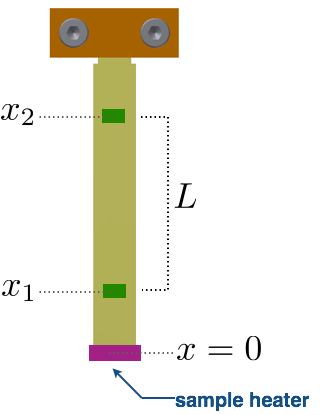 x₂
L
x₁
x = 0
sample heater